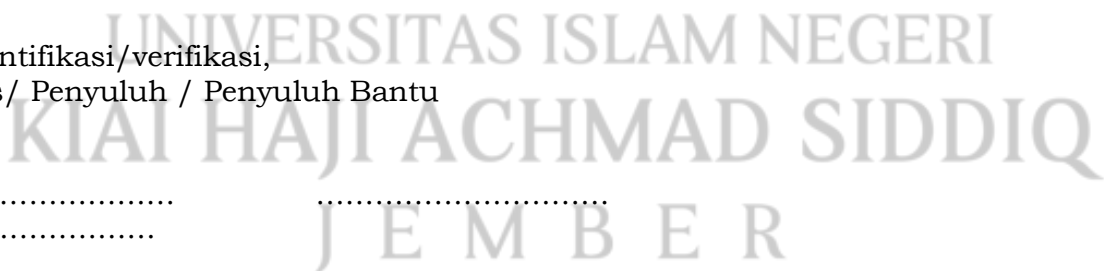 UNIVERSITAS ISLAM NEGERI
ntifikasi/verifikasi,
s/ Penyuluh / Penyuluh Bantu
KIAI HAJI ACHMAD SIDDIQ
.................. .............................
................
J E M B E R